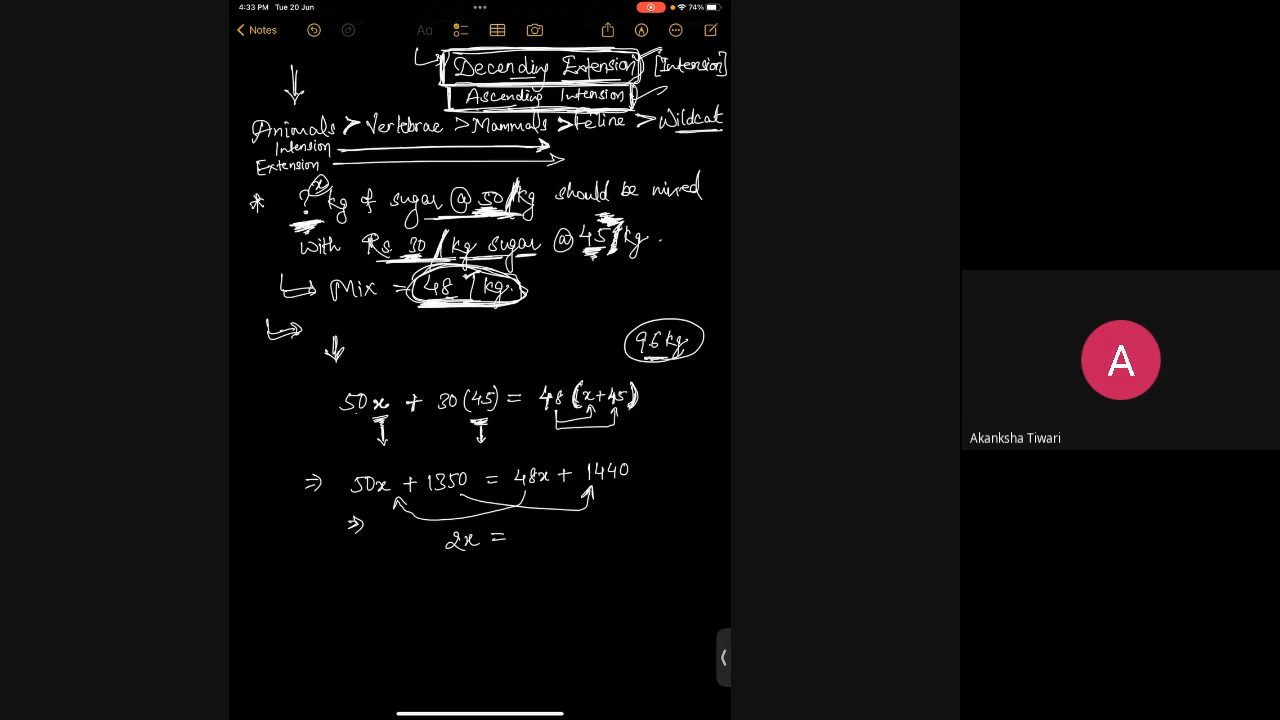 4:33 PM Tue 20 Jun
74%
Notes
Aa
Decending Extension [Intension]
Ascending Intension
Animals > Vertebrae > Mammals > Feline > Wildcat
Intension
Extension
x
* ? kg of sugar @ 50/kg should be mixed
with Rs. 30/kg sugar @ 45/kg.
Mix = 48/kg.
96kg
50x + 30(45) = 48(x+45)
⇒ 50x + 1350 = 48x + 1440
⇒ 2x =
A
Akanksha Tiwari